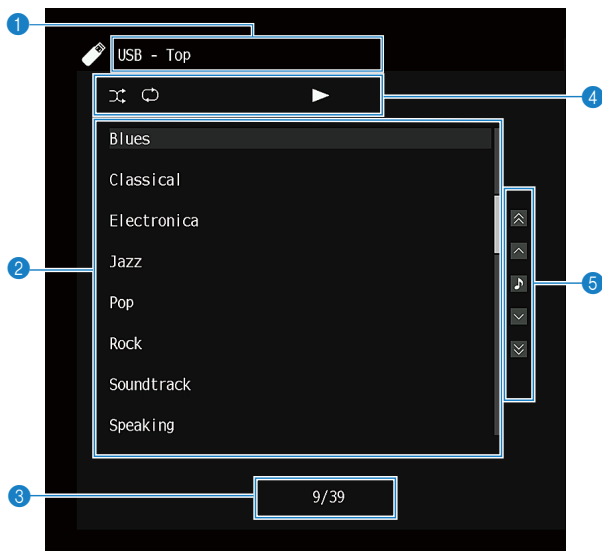 1
USB - Top
4
Blues
Classical
Electronica
2
Jazz
5
Pop
Rock
Soundtrack
Speaking
3
9/39